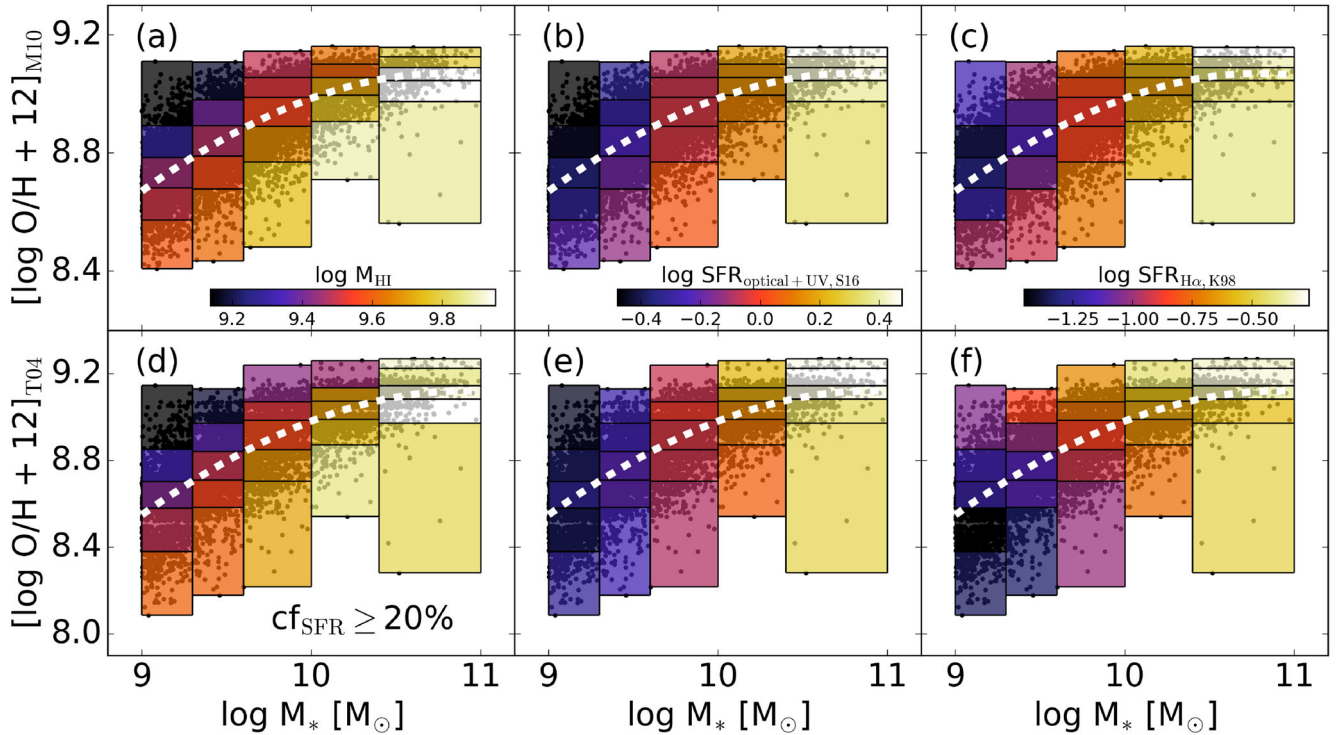 [log O/H + 12]M10
9.2
8.8
8.4
(a)
(b)
(c)
log MHI
9.2 9.4 9.6 9.8
log SFRoptical+UV, S16
−0.4 −0.2 0.0 0.2 0.4
log SFRHα, K98
−1.25 −1.00 −0.75 −0.50
[log O/H + 12]T04
9.2
8.8
8.4
8.0
(d)
(e)
(f)
cfSFR ≥ 20%
9 10 11
9 10 11
9 10 11
log M* [M⊙]
log M* [M⊙]
log M* [M⊙]